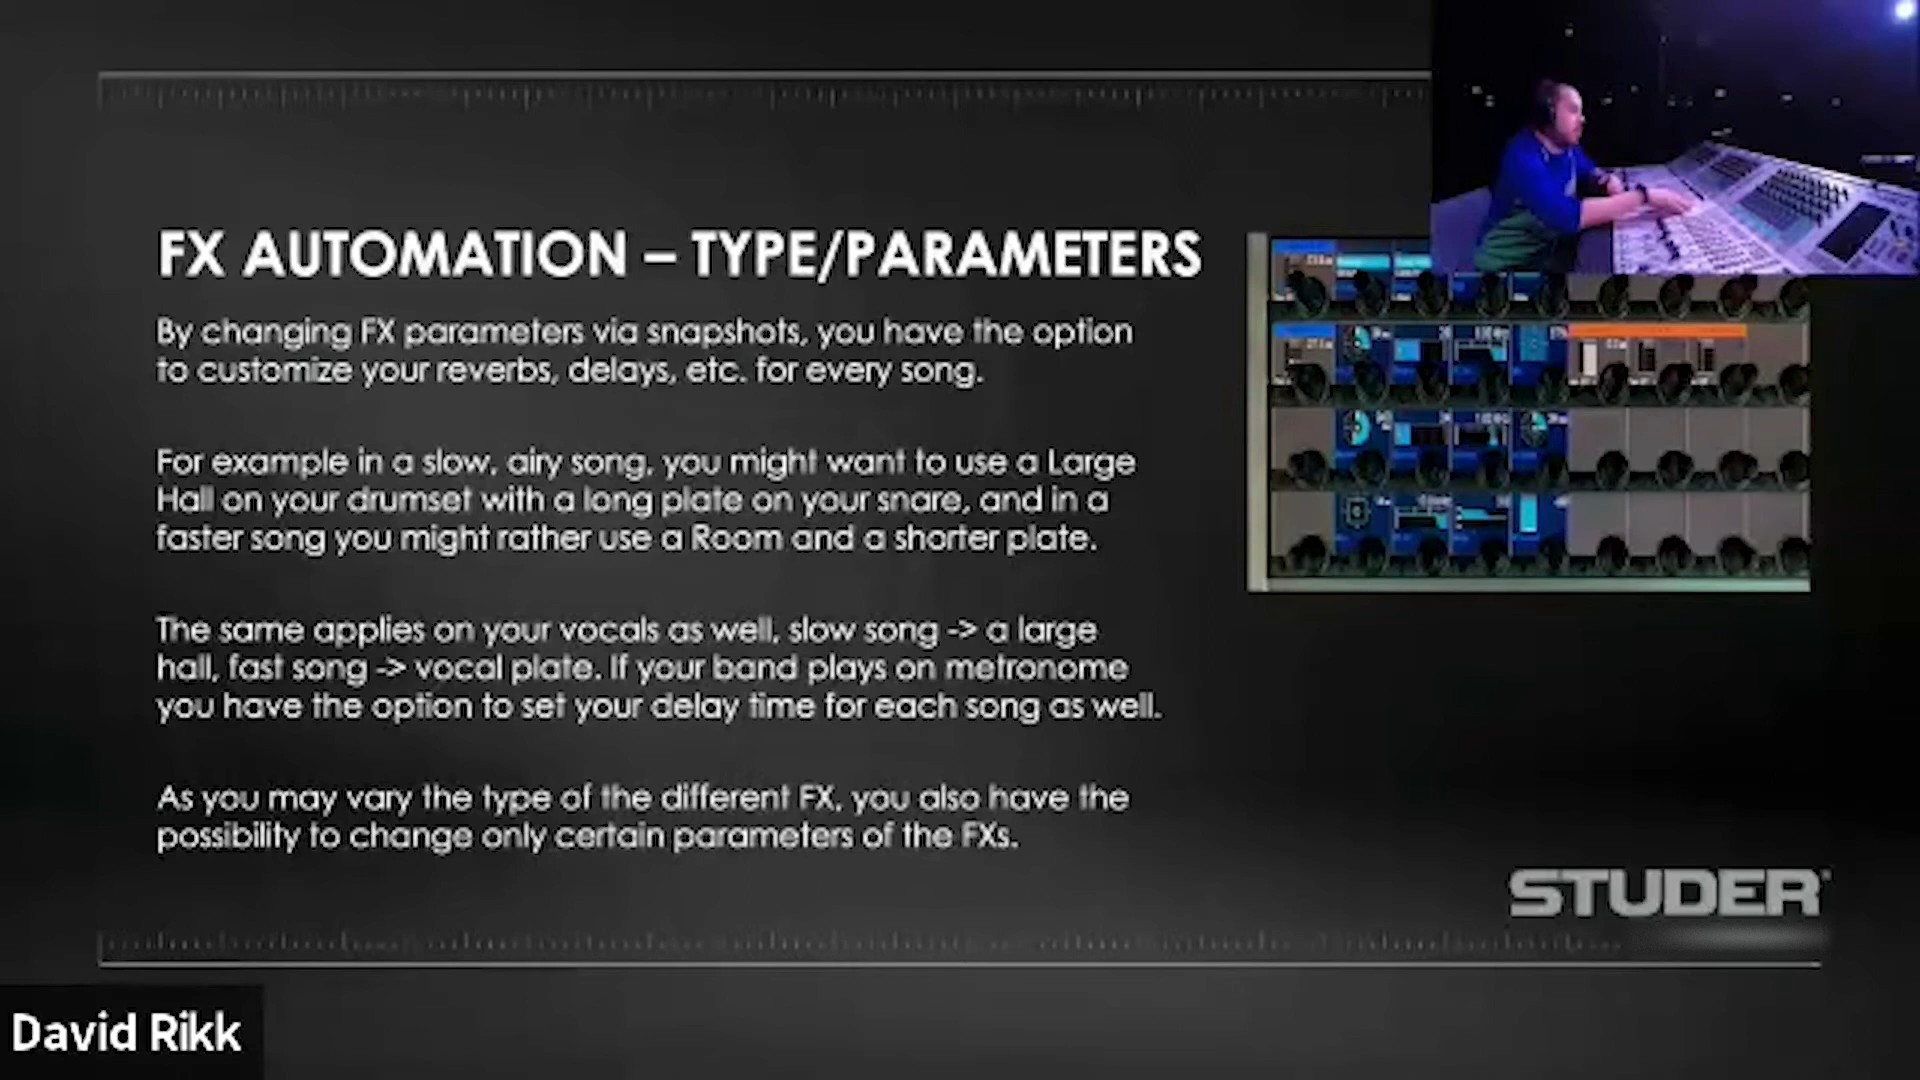 FX AUTOMATION – TYPE/PARAMETERS
By changing FX parameters via snapshots, you have the option
to customize your reverbs, delays, etc. for every song.
For example in a slow, airy song, you might want to use a Large
Hall on your drumset with a long plate on your snare, and in a
faster song you might rather use a Room and a shorter plate.
The same applies on your vocals as well, slow song -> a large
hall, fast song -> vocal plate. If your band plays on metronome
you have the option to set your delay time for each song as well.
As you may vary the type of the different FX, you also have the
possibility to change only certain parameters of the FXs.
STUDER
David Rikk